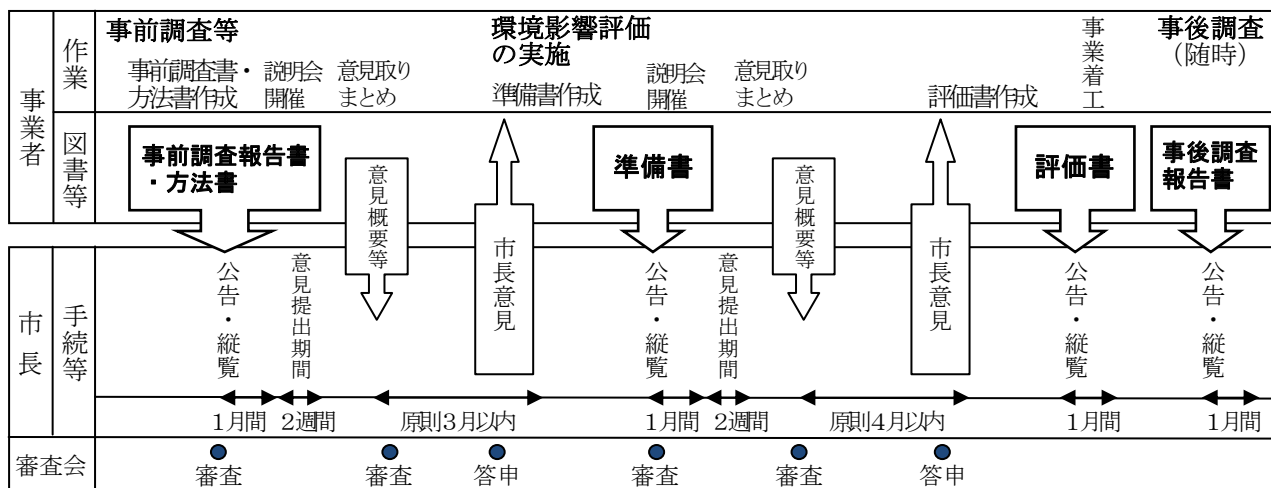 事業者
作業
事前調査等
事前調査書・
方法書作成
説明会
開催
意見取り
まとめ
環境影響評価
の実施
準備書作成
説明会
開催
意見取り
まとめ
評価書作成
事業着工
事後調査
(随時)
図書等
事前調査報告書
・方法書
意見概要等
市長意見
準備書
意見概要等
市長意見
評価書
事後調査
報告書
市長
手続等
公告・縦覧
意見提出期間
公告・縦覧
意見提出期間
公告・縦覧
公告・縦覧
1月間
2週間
原則3月以内
1月間
2週間
原則4月以内
1月間
1月間
審査会
審査
審査
答申
審査
審査
答申